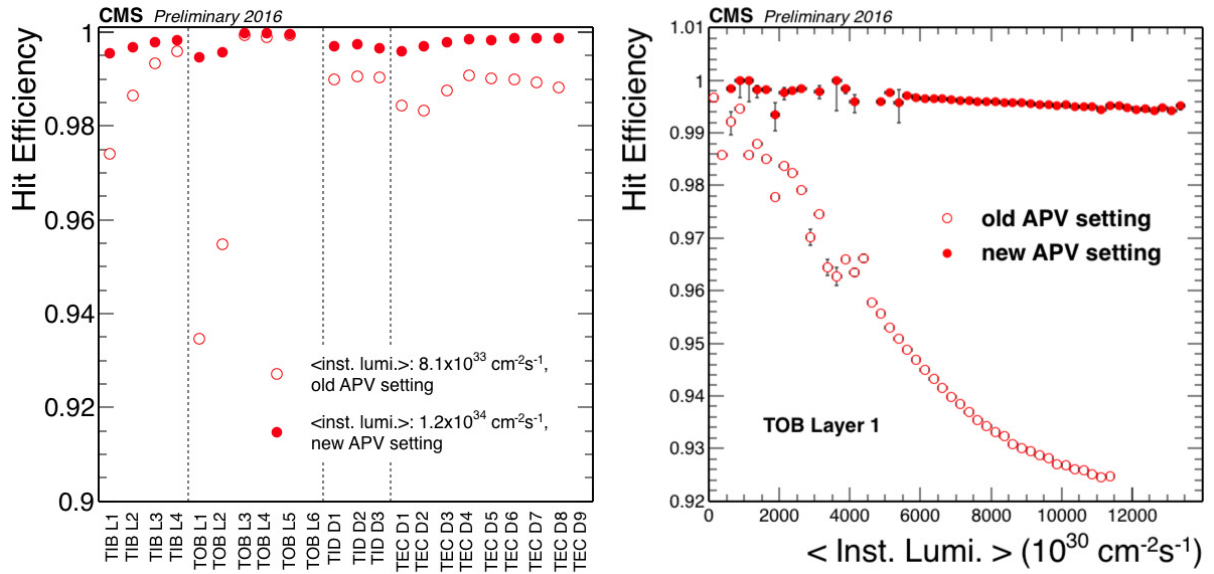 CMS Preliminary 2016
Hit Efficiency
1
0.98
0.96
0.94
0.92
0.9
<inst. lumi.>: 8.1x10³³ cm⁻²s⁻¹,
old APV setting
<inst. lumi.>: 1.2x10³⁴ cm⁻²s⁻¹,
new APV setting
TIB L1
TIB L2
TIB L3
TIB L4
TOB L1
TOB L2
TOB L3
TOB L4
TOB L5
TOB L6
TID D1
TID D2
TID D3
TEC D1
TEC D2
TEC D3
TEC D4
TEC D5
TEC D6
TEC D7
TEC D8
TEC D9
CMS Preliminary 2016
Hit Efficiency
1.01
1
0.99
0.98
0.97
0.96
0.95
0.94
0.93
0.92
old APV setting
new APV setting
TOB Layer 1
0 2000 4000 6000 8000 10000 12000
< Inst. Lumi. > (10³⁰ cm⁻²s⁻¹)